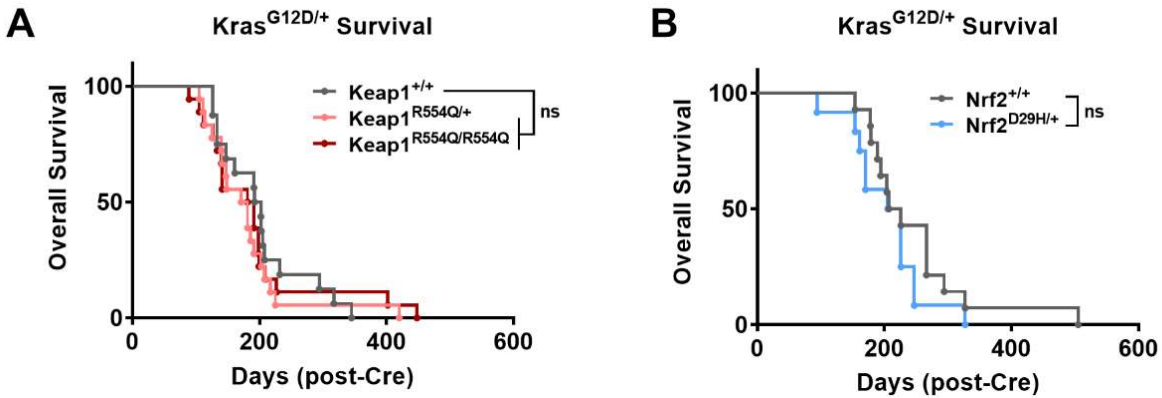 A
Kras^G12D/+ Survival
100
50
0
Overall Survival
Keap1^+/+
Keap1^R554Q/+
Keap1^R554Q/R554Q
ns
0 200 400 600
Days (post-Cre)
B
Kras^G12D/+ Survival
100
50
0
Overall Survival
Nrf2^+/+
Nrf2^D29H/+
ns
0 200 400 600
Days (post-Cre)